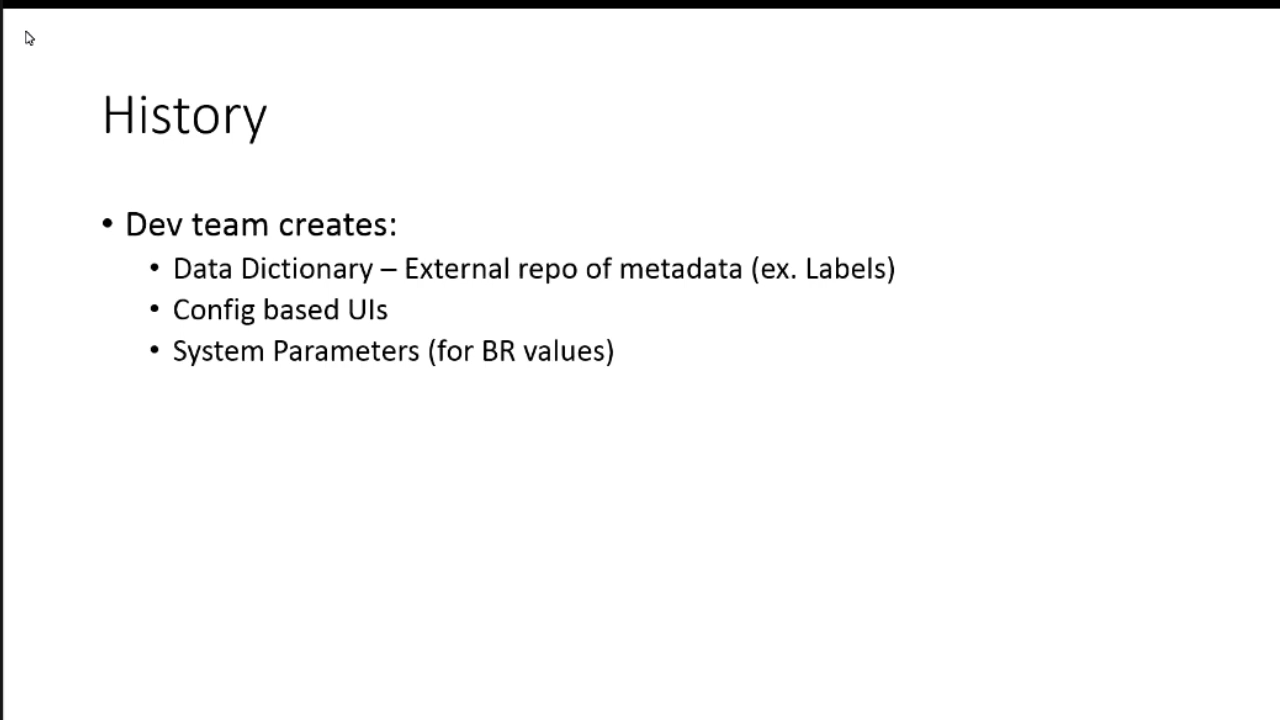 History
• Dev team creates:
• Data Dictionary – External repo of metadata (ex. Labels)
• Config based UIs
• System Parameters (for BR values)